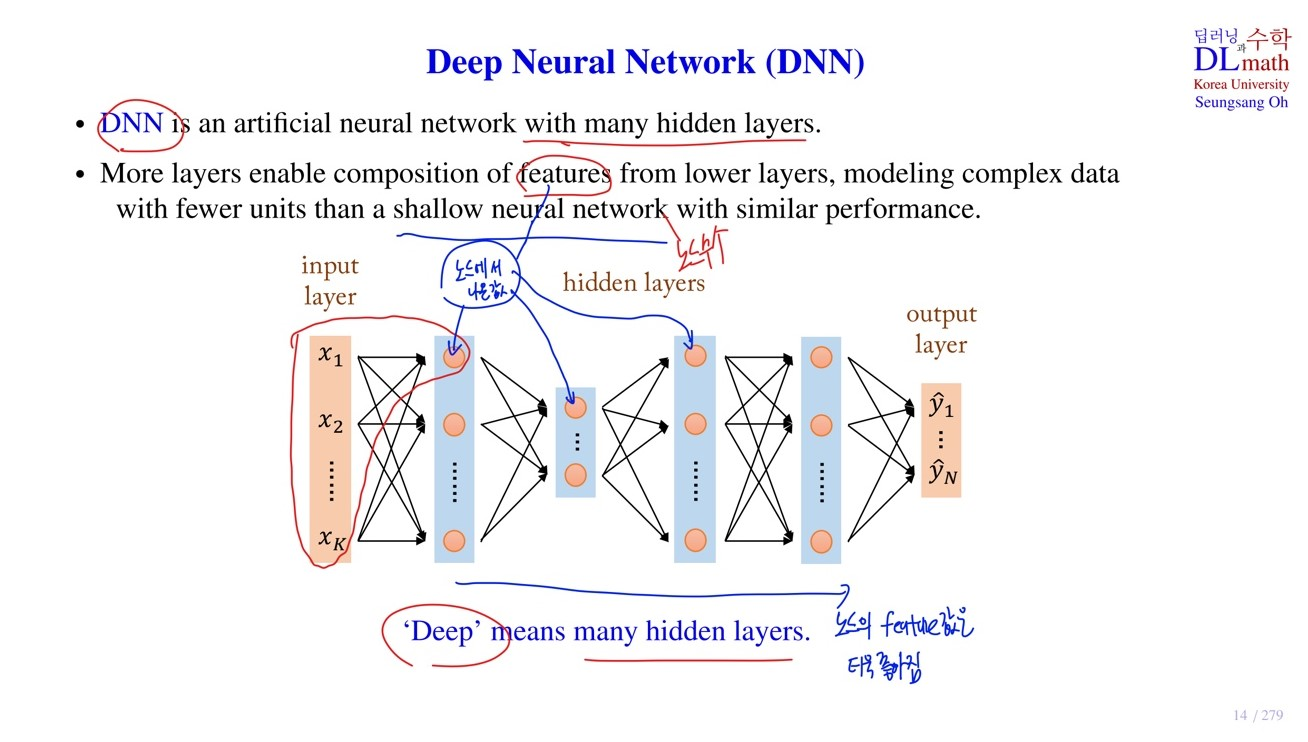 Deep Neural Network (DNN)
딥러닝과수학
DLmath
Korea University
Seungsang Oh
• DNN is an artificial neural network with many hidden layers.
• More layers enable composition of features from lower layers, modeling complex data
with fewer units than a shallow neural network with similar performance.
노드수
노드에서
나온값
input
layer
hidden layers
output
layer
x₁
x₂
......
x_K
......
...
......
......
ŷ₁
...
ŷ_N
'Deep' means many hidden layers.
노드의 feature값은
더욱 좋아짐
14 / 279